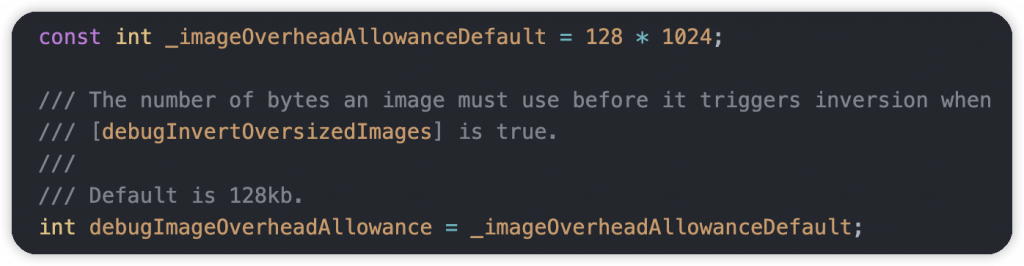 const int _imageOverheadAllowanceDefault = 128 * 1024;
/// The number of bytes an image must use before it triggers inversion when
/// [debugInvertOversizedImages] is true.
///
/// Default is 128kb.
int debugImageOverheadAllowance = _imageOverheadAllowanceDefault;